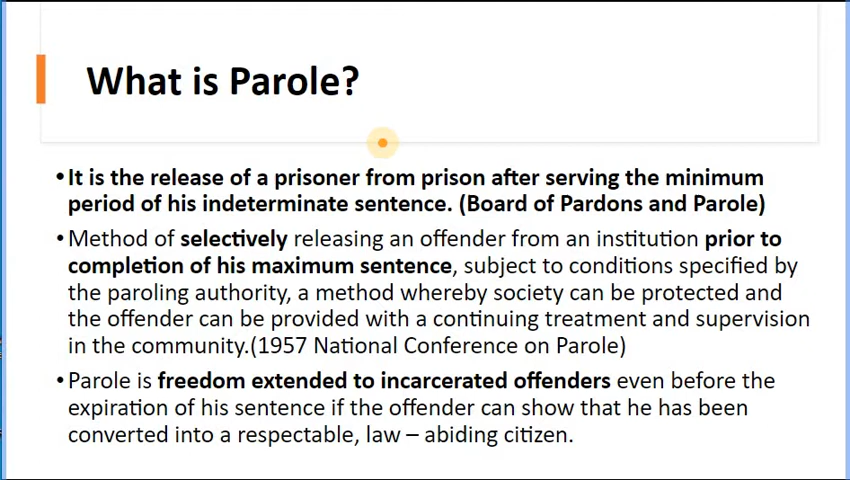 What is Parole?
•It is the release of a prisoner from prison after serving the minimum
period of his indeterminate sentence. (Board of Pardons and Parole)
•Method of selectively releasing an offender from an institution prior to
completion of his maximum sentence, subject to conditions specified by
the paroling authority, a method whereby society can be protected and
the offender can be provided with a continuing treatment and supervision
in the community.(1957 National Conference on Parole)
•Parole is freedom extended to incarcerated offenders even before the
expiration of his sentence if the offender can show that he has been
converted into a respectable, law – abiding citizen.